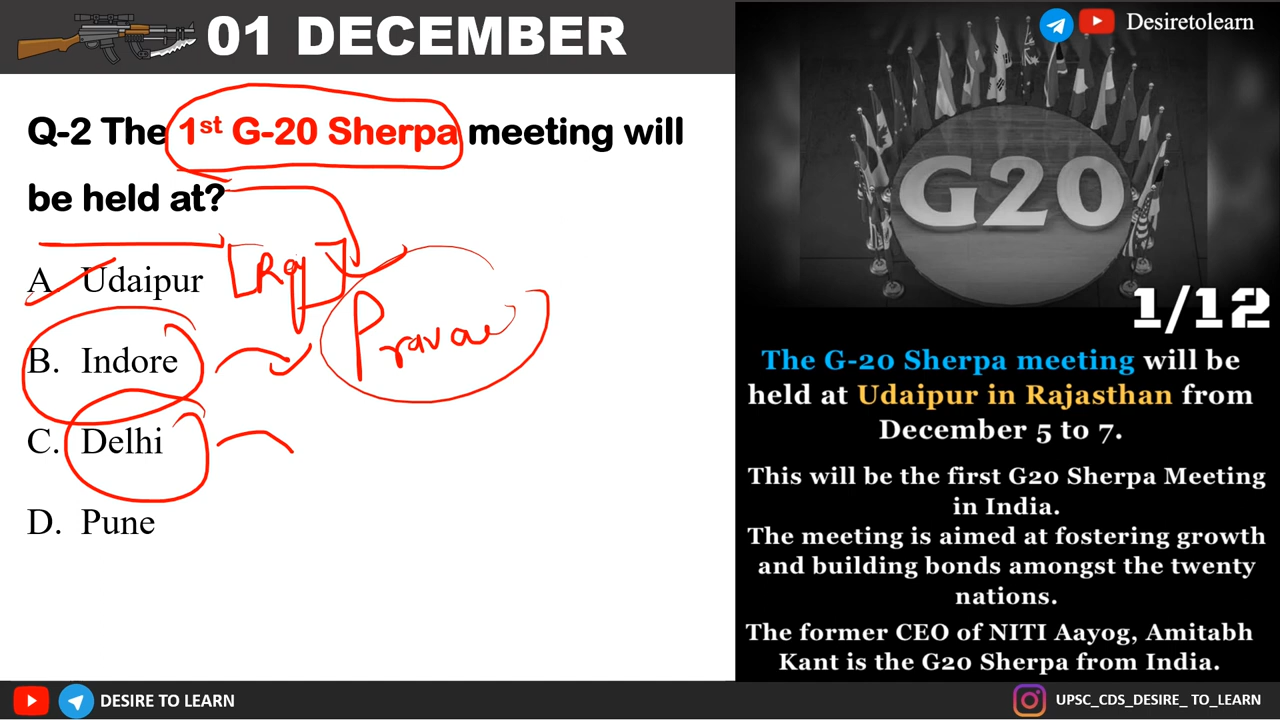 01 DECEMBER
Q-2 The 1st G-20 Sherpa meeting will
be held at?
A. Udaipur
[Raj]
B. Indore
C. Delhi
D. Pune
Desiretolearn
G20
1/12
The G-20 Sherpa meeting will be
held at Udaipur in Rajasthan from
December 5 to 7.
This will be the first G20 Sherpa Meeting
in India.
The meeting is aimed at fostering growth
and building bonds amongst the twenty
nations.
The former CEO of NITI Aayog, Amitabh
Kant is the G20 Sherpa from India.
DESIRE TO LEARN
UPSC_CDS_DESIRE_ TO_LEARN